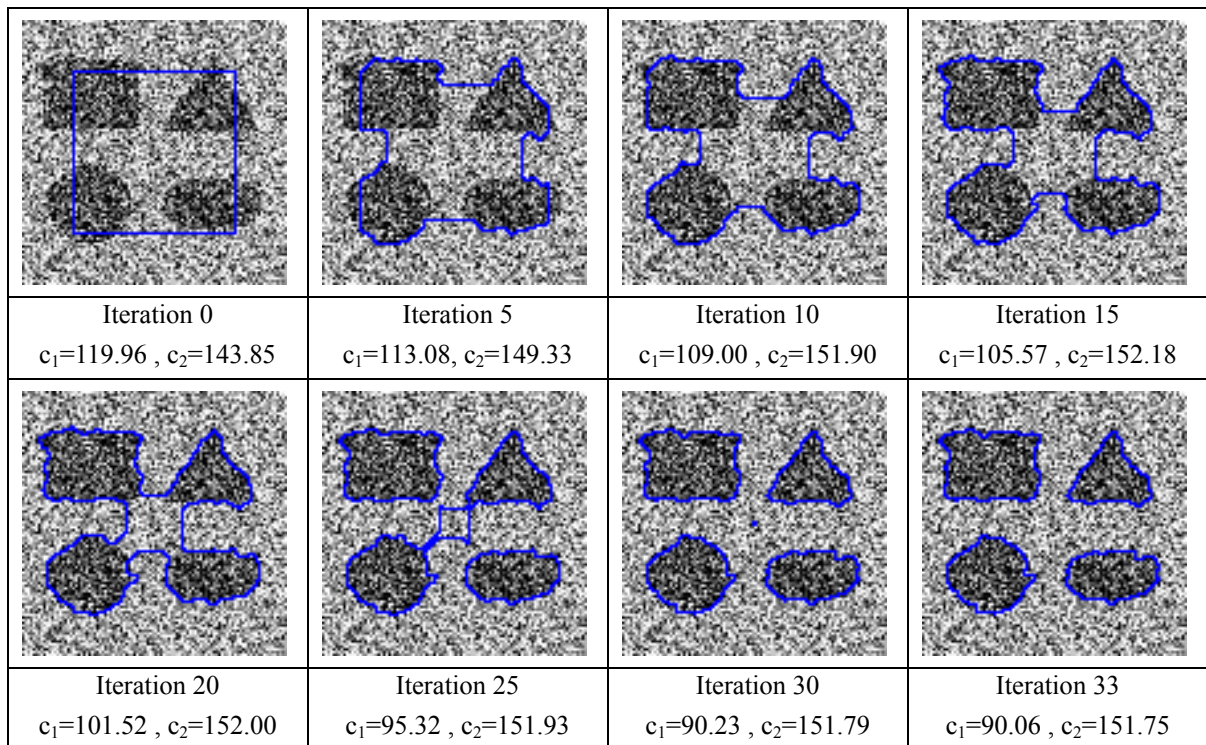 Iteration 0
c₁=119.96 , c₂=143.85
Iteration 5
c₁=113.08, c₂=149.33
Iteration 10
c₁=109.00 , c₂=151.90
Iteration 15
c₁=105.57 , c₂=152.18
Iteration 20
c₁=101.52 , c₂=152.00
Iteration 25
c₁=95.32 , c₂=151.93
Iteration 30
c₁=90.23 , c₂=151.79
Iteration 33
c₁=90.06 , c₂=151.75